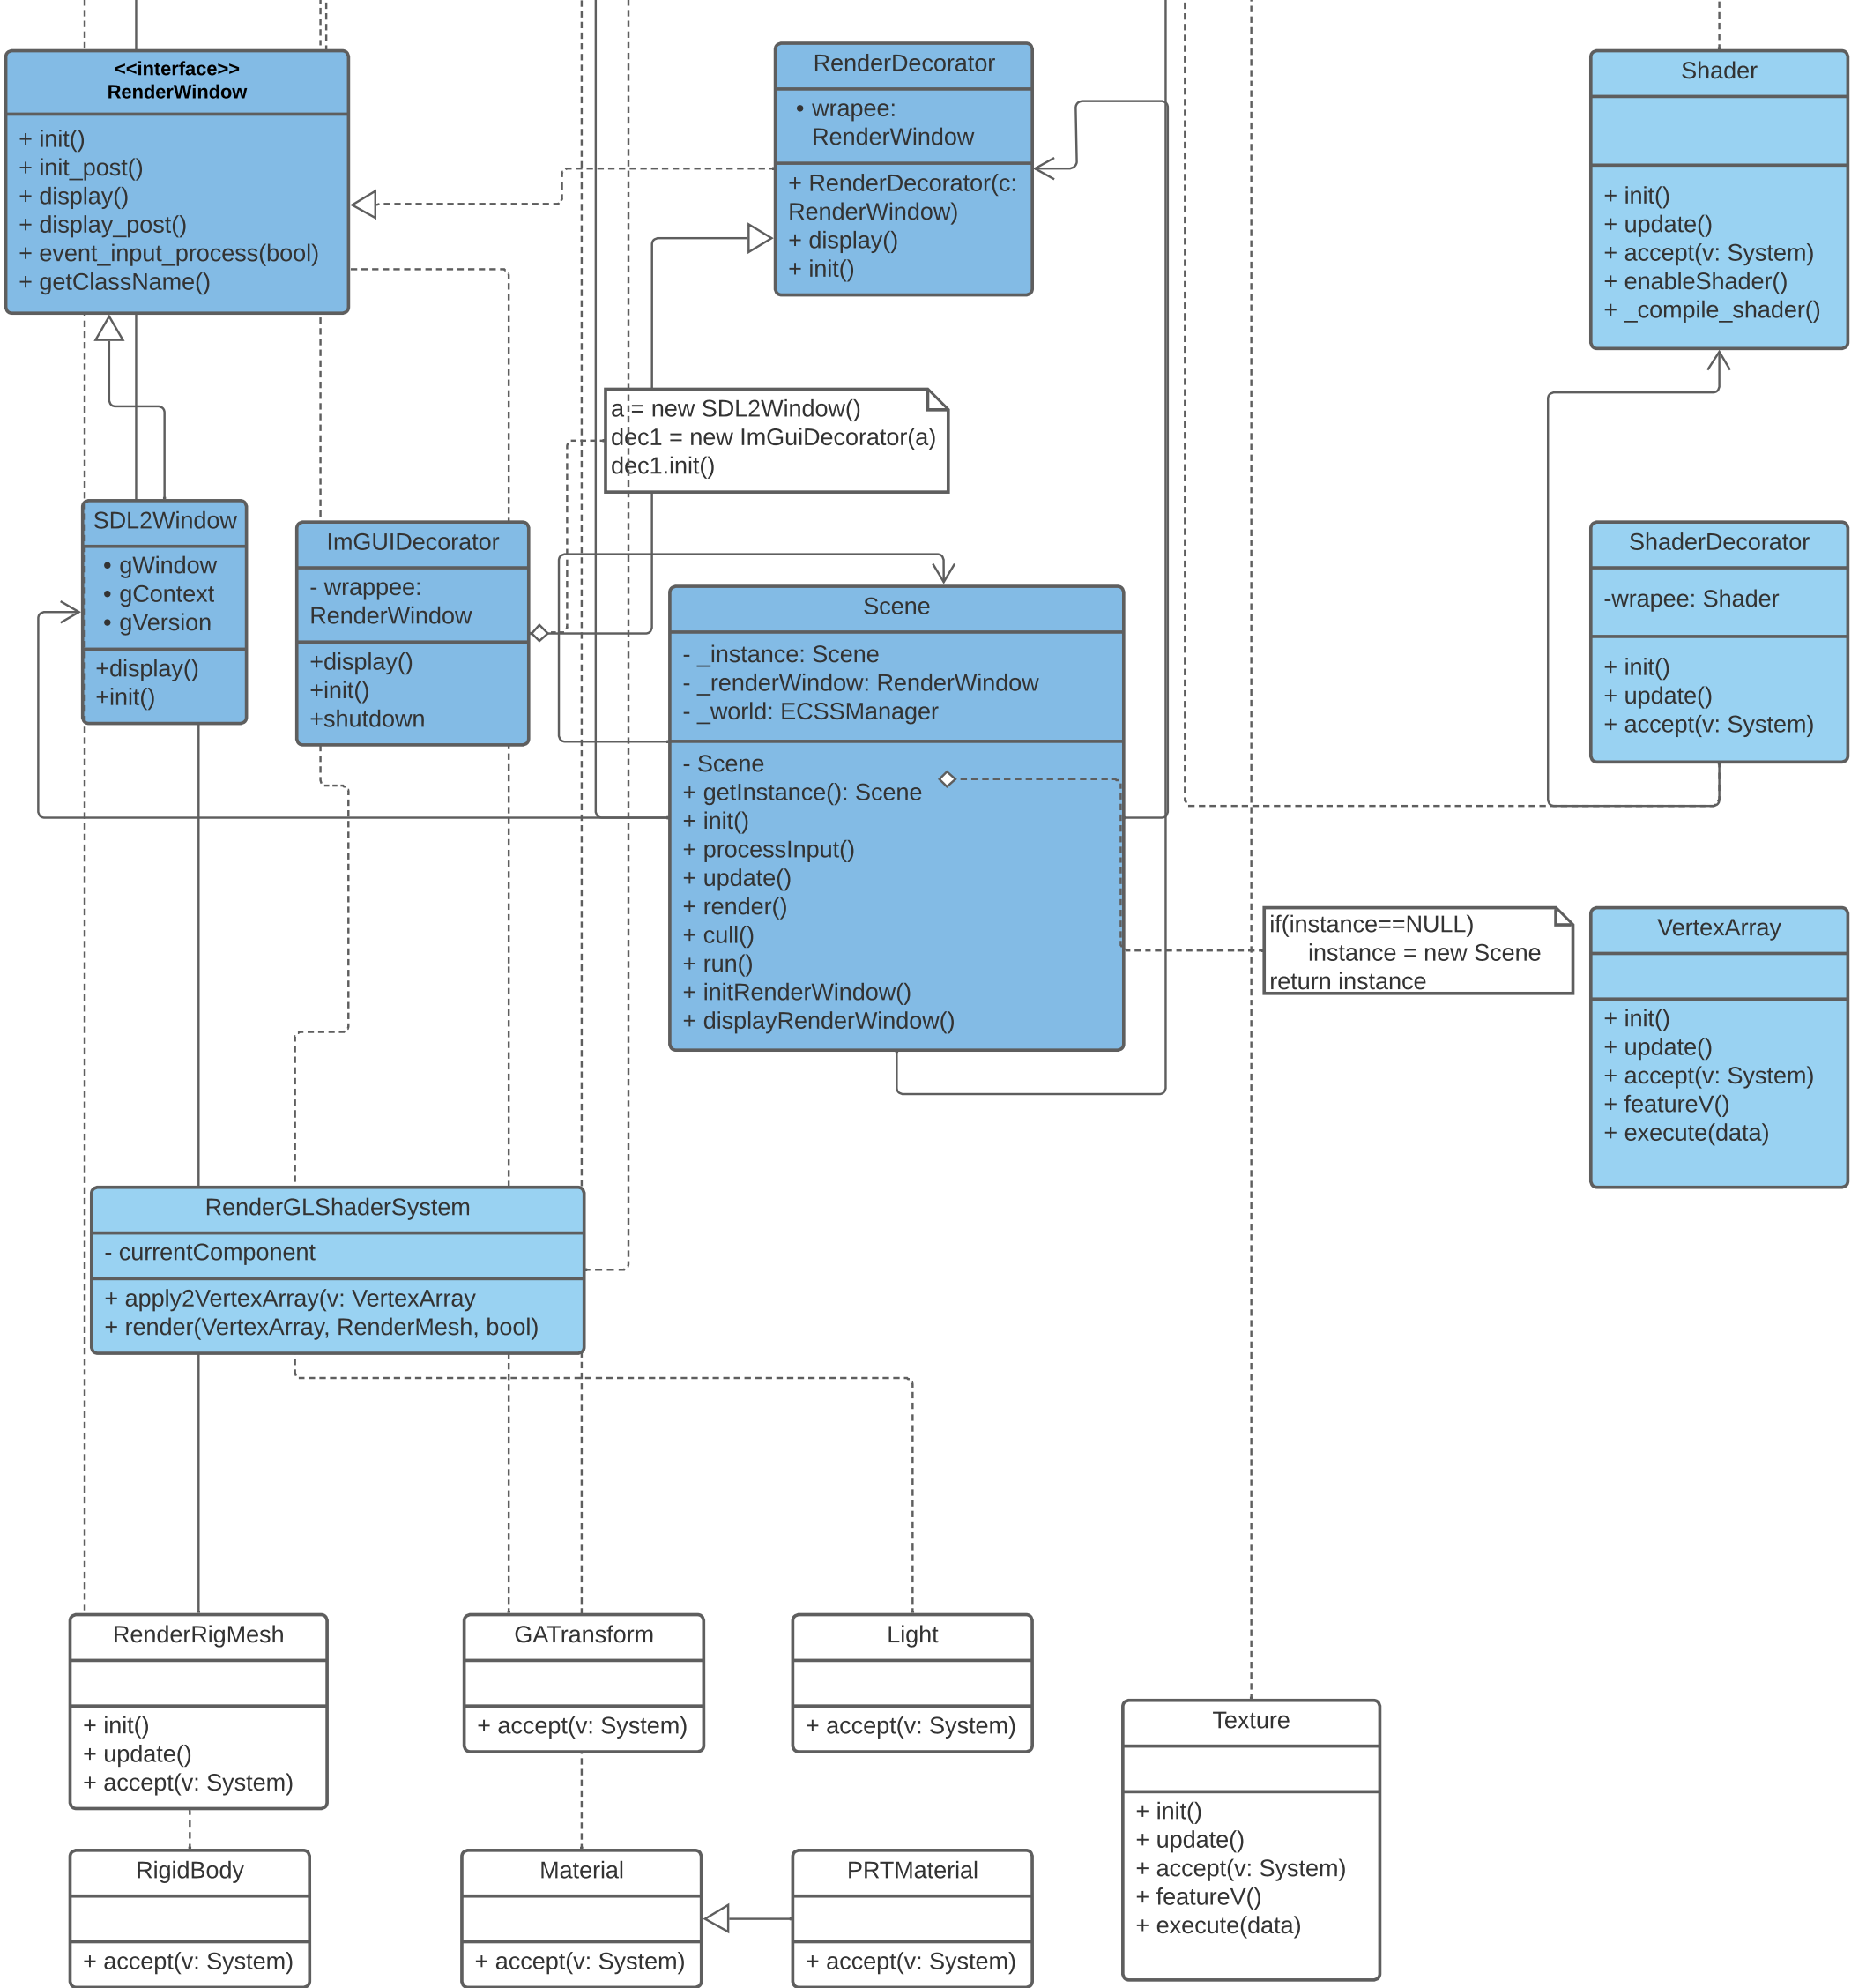 <<interface>>
RenderWindow
+ init()
+ init_post()
+ display()
+ display_post()
+ event_input_process(bool)
+ getClassName()
RenderDecorator
• wrapee:
RenderWindow
+ RenderDecorator(c:
RenderWindow)
+ display()
+ init()
Shader
+ init()
+ update()
+ accept(v: System)
+ enableShader()
+ _compile_shader()
a = new SDL2Window()
dec1 = new ImGuiDecorator(a)
dec1.init()
SDL2Window
• gWindow
• gContext
• gVersion
+display()
+init()
ImGUIDecorator
- wrappee:
RenderWindow
+display()
+init()
+shutdown
Scene
- _instance: Scene
- _renderWindow: RenderWindow
- _world: ECSSManager
- Scene
+ getInstance(): Scene
+ init()
+ processInput()
+ update()
+ render()
+ cull()
+ run()
+ initRenderWindow()
+ displayRenderWindow()
ShaderDecorator
-wrapee: Shader
+ init()
+ update()
+ accept(v: System)
if(instance==NULL)
instance = new Scene
return instance
VertexArray
+ init()
+ update()
+ accept(v: System)
+ featureV()
+ execute(data)
RenderGLShaderSystem
- currentComponent
+ apply2VertexArray(v: VertexArray
+ render(VertexArray, RenderMesh, bool)
RenderRigMesh
+ init()
+ update()
+ accept(v: System)
GATransform
+ accept(v: System)
Light
+ accept(v: System)
Texture
+ init()
+ update()
+ accept(v: System)
+ featureV()
+ execute(data)
RigidBody
+ accept(v: System)
Material
+ accept(v: System)
PRTMaterial
+ accept(v: System)